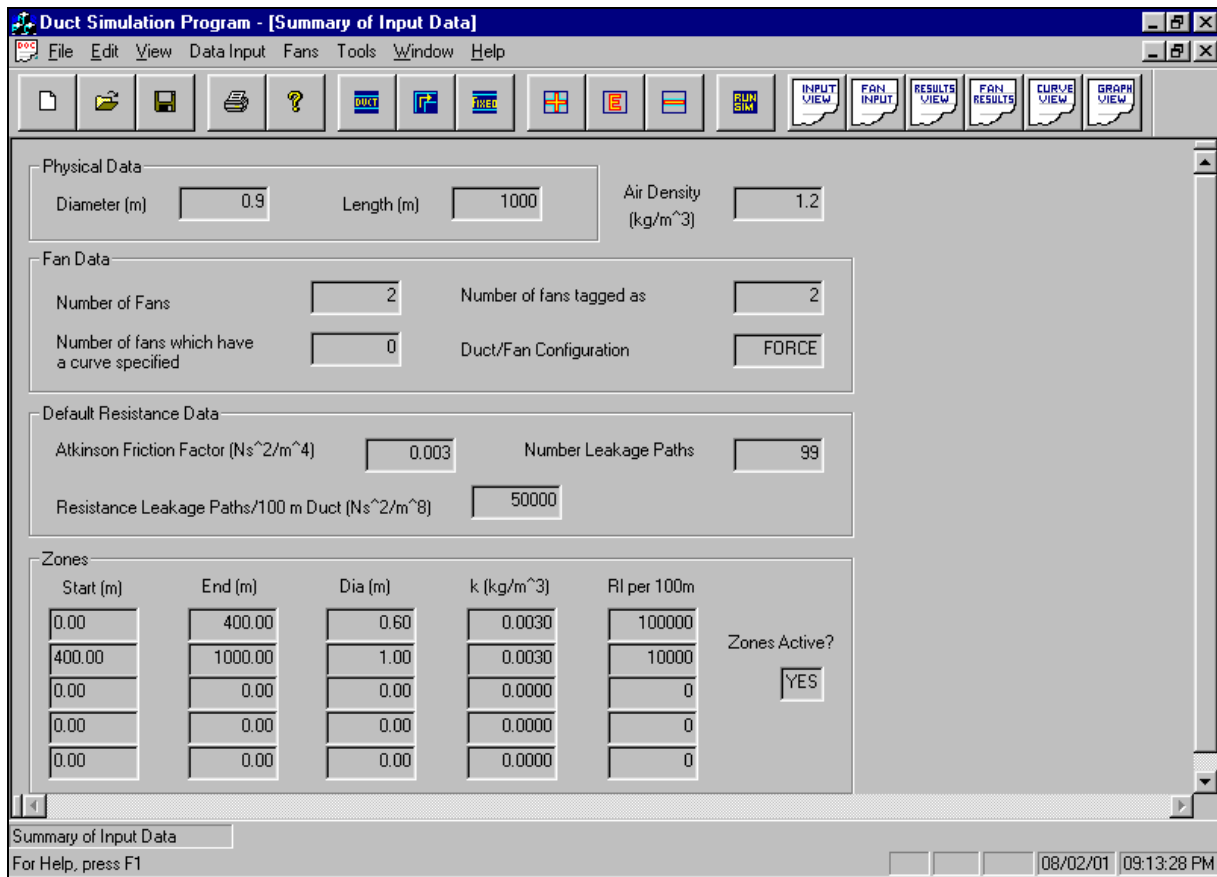 Duct Simulation Program - [Summary of Input Data]
DOC File Edit View Data Input Fans Tools Window Help
DUCT FIXED E RUN SIM INPUT VIEW FAN INPUT RESULTS VIEW FAN RESULTS CURVE VIEW GRAPH VIEW
Physical Data
Diameter (m) 0.9 Length (m) 1000 Air Density (kg/m^3) 1.2
Fan Data
Number of Fans 2 Number of fans tagged as 2
Number of fans which have a curve specified 0 Duct/Fan Configuration FORCE
Default Resistance Data
Atkinson Friction Factor (Ns^2/m^4) 0.003 Number Leakage Paths 99
Resistance Leakage Paths/100 m Duct (Ns^2/m^8) 50000
Zones
Start (m) End (m) Dia (m) k (kg/m^3) Rl per 100m
0.00 400.00 0.60 0.0030 100000
400.00 1000.00 1.00 0.0030 10000
0.00 0.00 0.00 0.0000 0
0.00 0.00 0.00 0.0000 0
0.00 0.00 0.00 0.0000 0
Zones Active?
YES
Summary of Input Data
For Help, press F1 08/02/01 09:13:28 PM